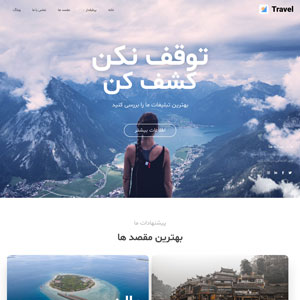 Travel
خانه
پیشنهادات
مقصد ها
تماس با ما
وبلاگ
توقف نکن
کشف کن
بهترین تبلیغات ما را بررسی کنید
اطلاعات بیشتر
پیشنهادات ما
بهترین مقصد ها